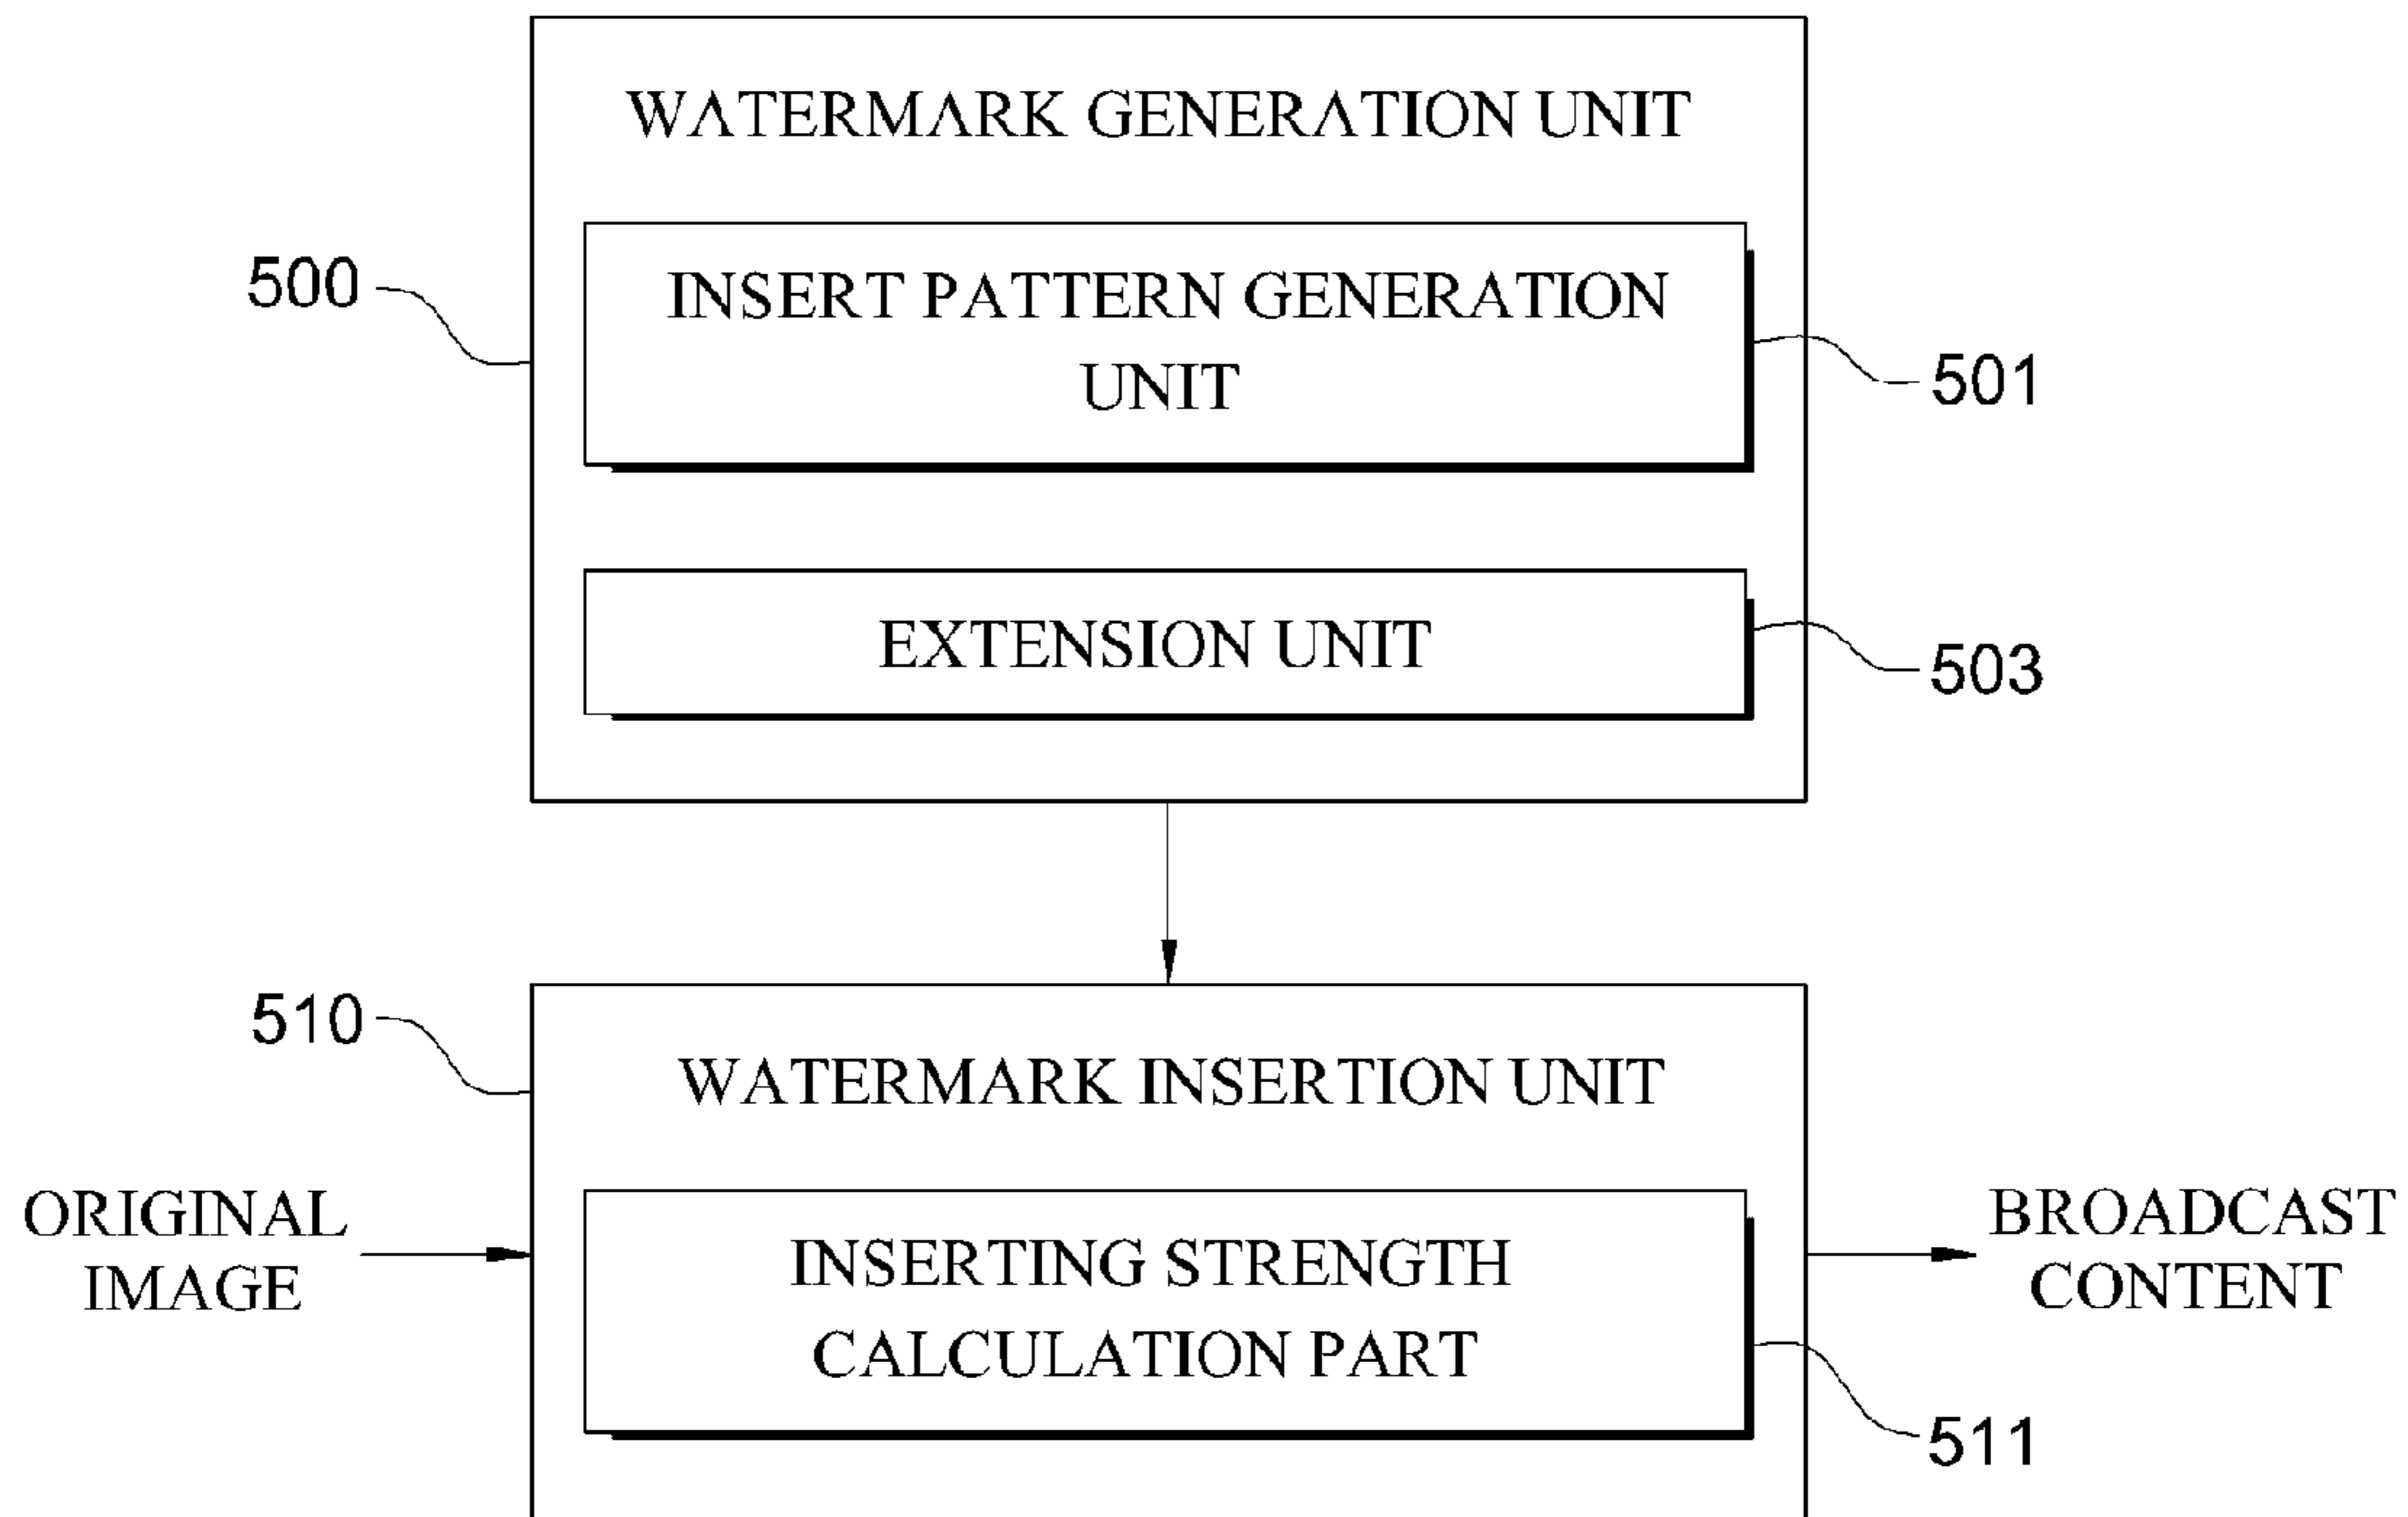 WATERMARK GENERATION UNIT
500
INSERT PATTERN GENERATION
UNIT
501
EXTENSION UNIT
503
510
WATERMARK INSERTION UNIT
ORIGINAL
IMAGE
INSERTING STRENGTH
CALCULATION PART
BROADCAST
CONTENT
511